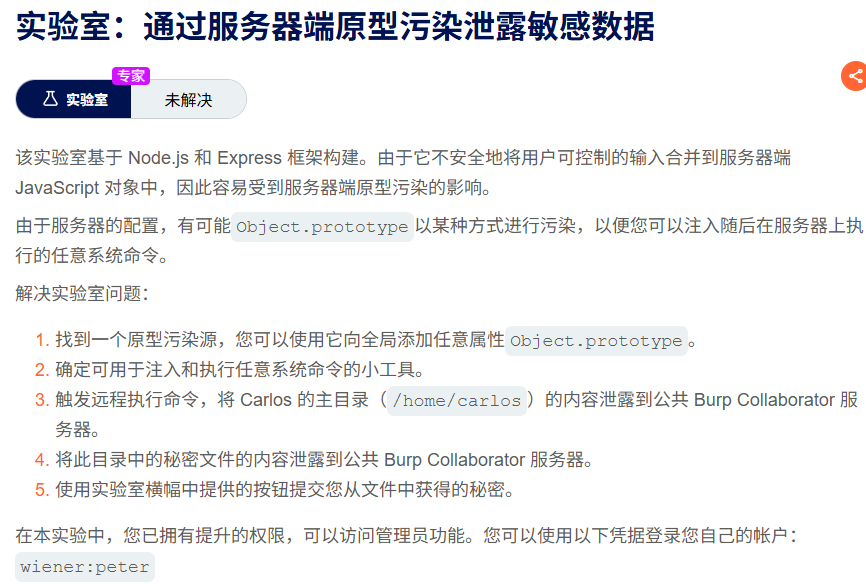 实验室：通过服务器端原型污染泄露敏感数据
专家
实验室 未解决
该实验室基于 Node.js 和 Express 框架构建。由于它不安全地将用户可控制的输入合并到服务器端
JavaScript 对象中，因此容易受到服务器端原型污染的影响。
由于服务器的配置，有可能 Object.prototype 以某种方式进行污染，以便您可以注入随后在服务器上执
行的任意系统命令。
解决实验室问题：
1. 找到一个原型污染源，您可以使用它向全局添加任意属性 Object.prototype 。
2. 确定可用于注入和执行任意系统命令的小工具。
3. 触发远程执行命令，将 Carlos 的主目录（ /home/carlos ）的内容泄露到公共 Burp Collaborator 服
务器。
4. 将此目录中的秘密文件的内容泄露到公共 Burp Collaborator 服务器。
5. 使用实验室横幅中提供的按钮提交您从文件中获得的秘密。
在本实验中，您已拥有提升的权限，可以访问管理员功能。您可以使用以下凭据登录您自己的帐户：
wiener:peter